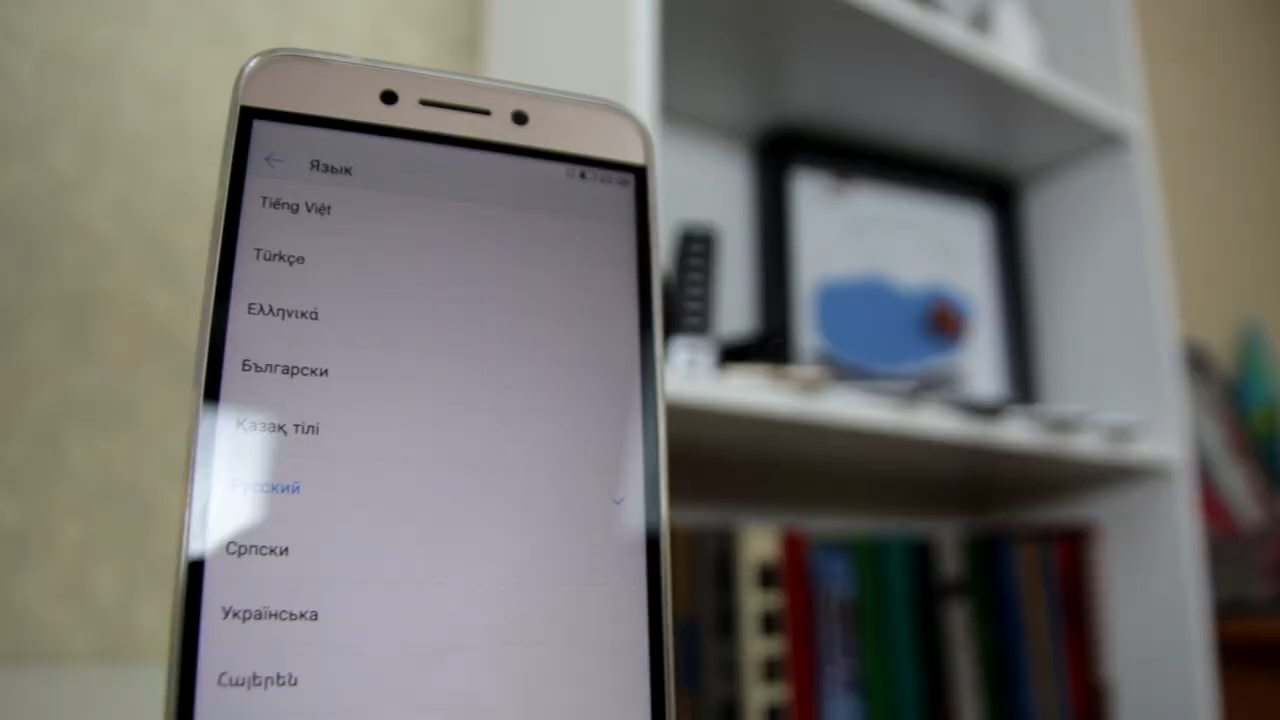 Язык
Tiếng Việt
Türkçe
Ελληνικά
Български
Қазақ тілі
Русский
Српски
Українська
Հայերեն